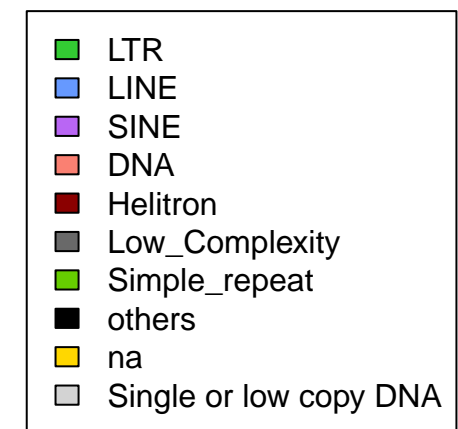 LTR
LINE
SINE
DNA
Helitron
Low_Complexity
Simple_repeat
others
na
Single or low copy DNA